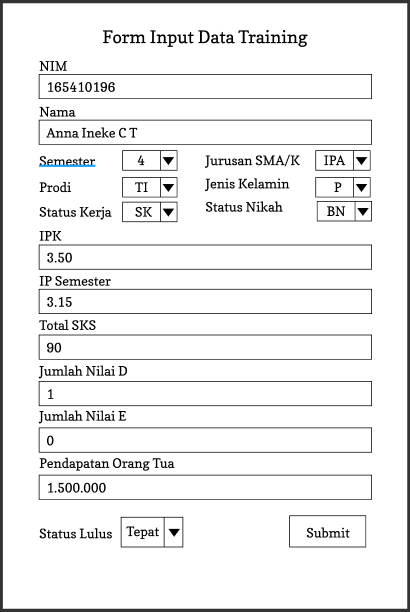 Form Input Data Training
NIM
165410196
Nama
Anna Ineke C T
Semester 4 Jurusan SMA/K IPA
Prodi TI Jenis Kelamin P
Status Kerja SK Status Nikah BN
IPK
3.50
IP Semester
3.15
Total SKS
90
Jumlah Nilai D
1
Jumlah Nilai E
0
Pendapatan Orang Tua
1.500.000
Status Lulus Tepat Submit